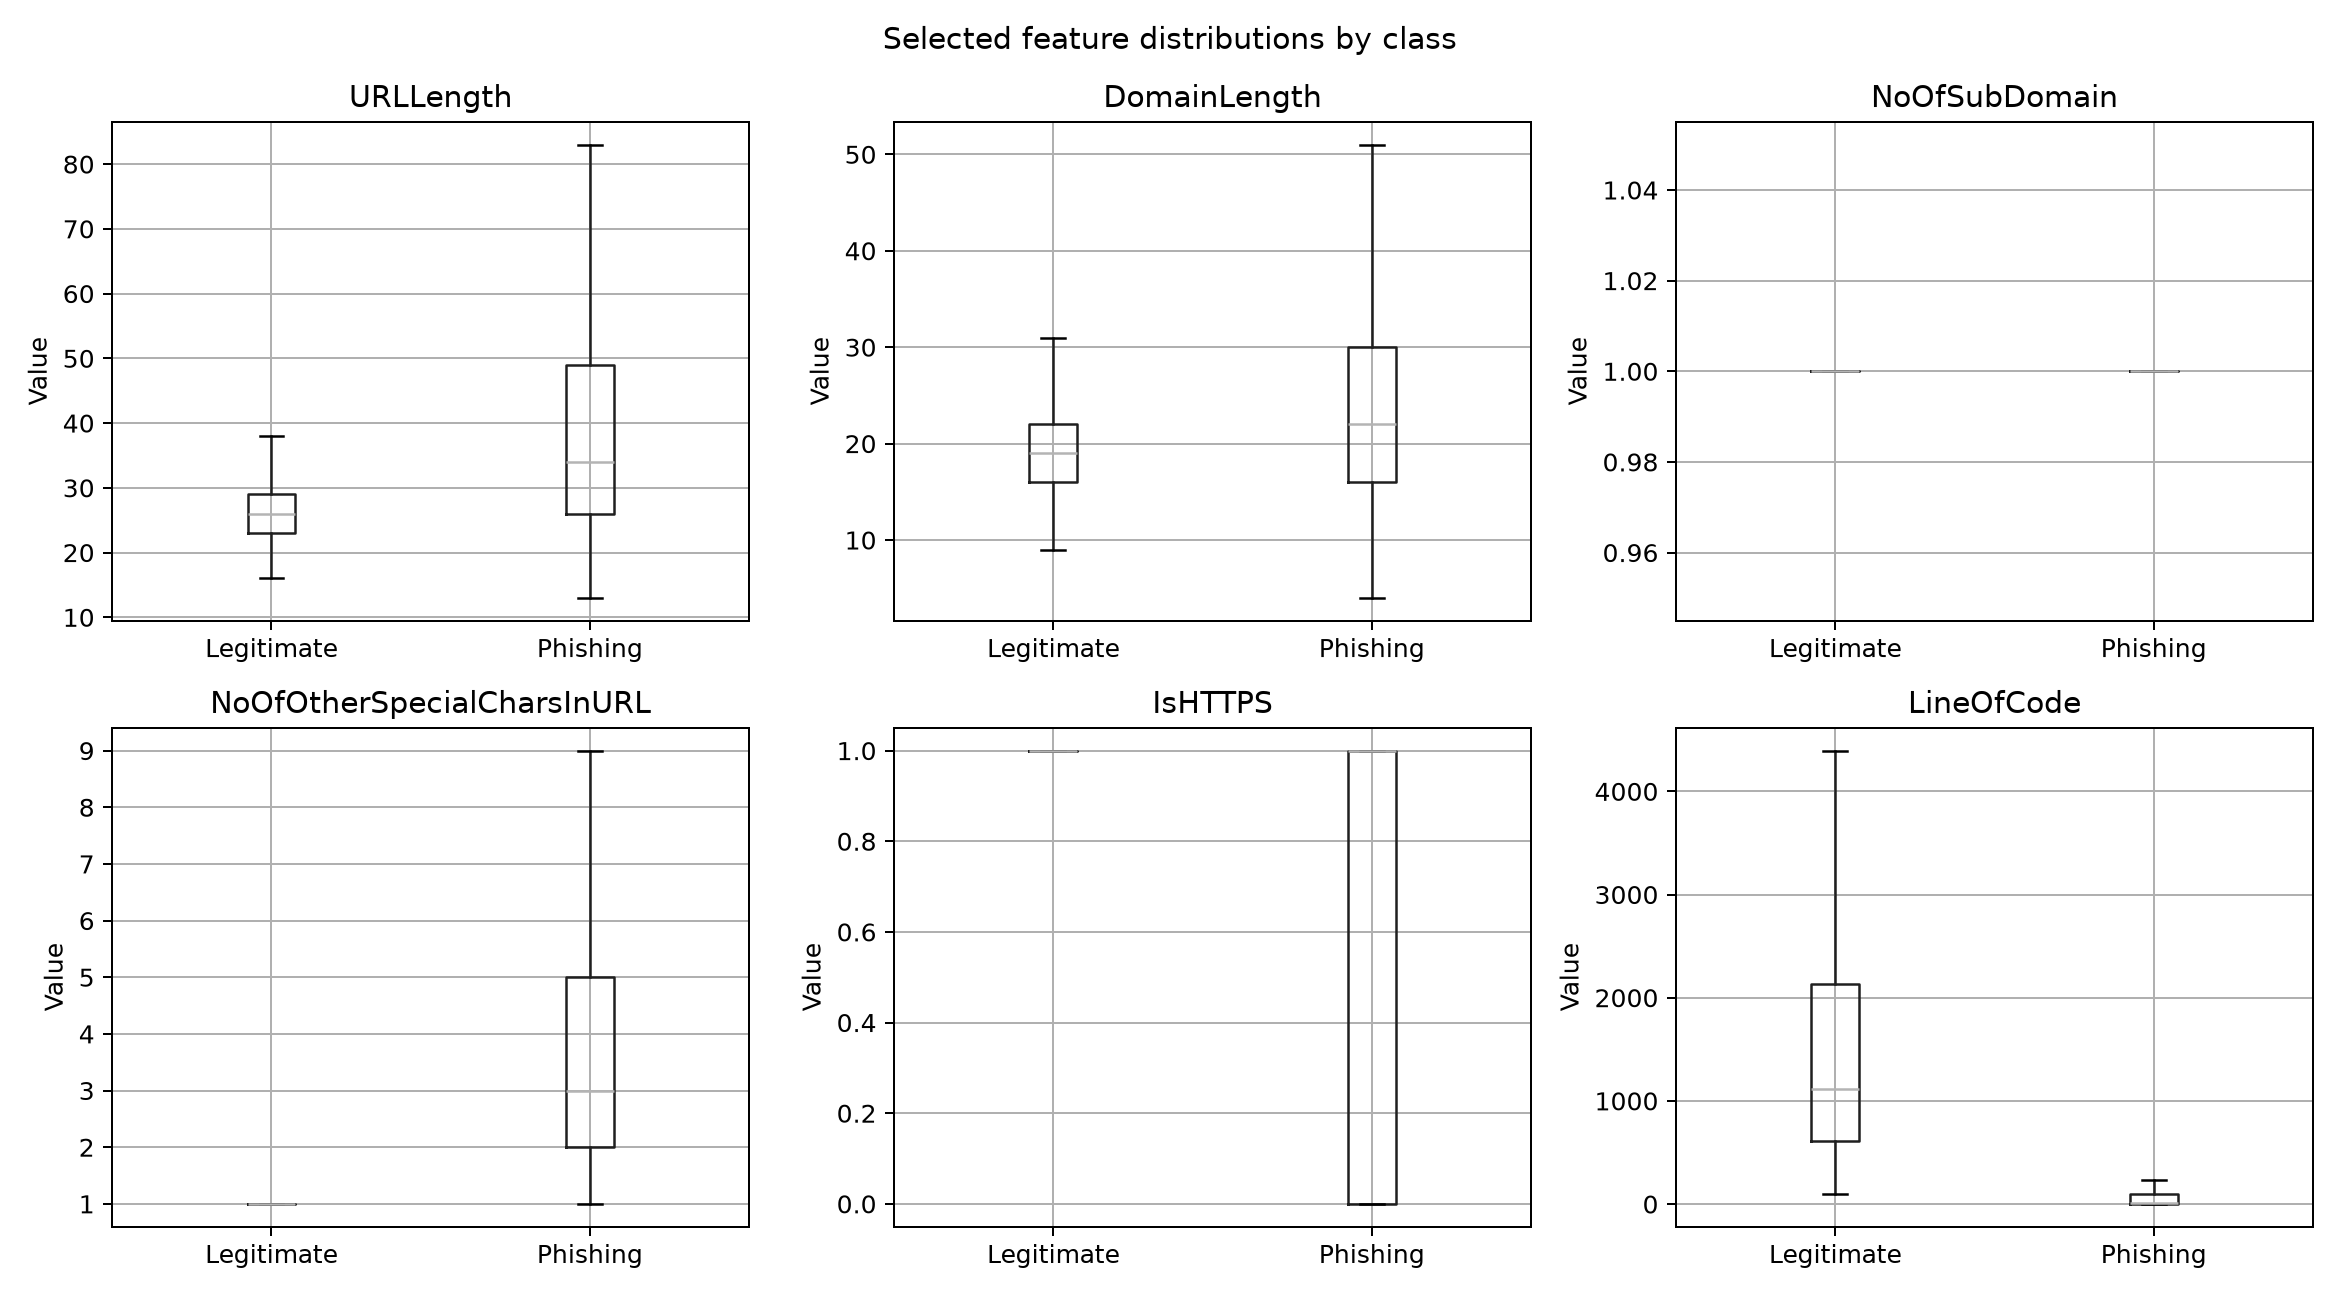 Selected feature distributions by class
URLLength
Value
80
70
60
50
40
30
20
10
Legitimate Phishing
DomainLength
Value
50
40
30
20
10
Legitimate Phishing
NoOfSubDomain
Value
1.04
1.02
1.00
0.98
0.96
Legitimate Phishing
NoOfOtherSpecialCharsInURL
Value
9
8
7
6
5
4
3
2
1
Legitimate Phishing
IsHTTPS
Value
1.0
0.8
0.6
0.4
0.2
0.0
Legitimate Phishing
LineOfCode
Value
4000
3000
2000
1000
0
Legitimate Phishing